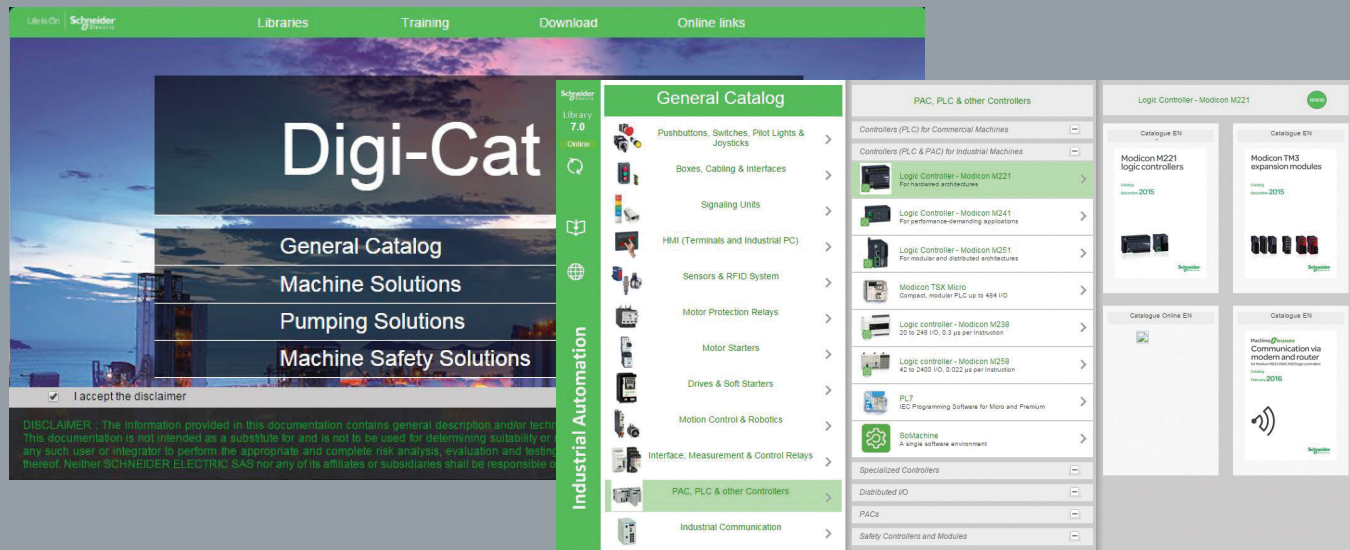 Life Is On | Schneider Electric
Libraries
Training
Download
Online links
Digi-Cat
General Catalog
Machine Solutions
Pumping Solutions
Machine Safety Solutions
I accept the disclaimer
DISCLAIMER : The information provided in this documentation contains general description and/or techn
This documentation is not intended as a substitute for and is not to be used for determining suitability or
any such user or integrator to perform the appropriate and complete risk analysis, evaluation and testing
thereof. Neither SCHNEIDER ELECTRIC SAS nor any of its affiliates or subsidiaries shall be responsible o
Schneider Electric
Library
7.0
Online
Industrial Automation
General Catalog
Pushbuttons, Switches, Pilot Lights &
Joysticks
Boxes, Cabling & Interfaces
Signaling Units
HMI (Terminals and Industrial PC)
Sensors & RFID System
Motor Protection Relays
Motor Starters
Drives & Soft Starters
Motion Control & Robotics
Interface, Measurement & Control Relays
PAC, PLC & other Controllers
Industrial Communication
PAC, PLC & other Controllers
Controllers (PLC) for Commercial Machines
Controllers (PLC & PAC) for Industrial Machines
Logic Controller - Modicon M221
For hardwired architectures
Logic Controller - Modicon M241
For performance-demanding applications
Logic Controller - Modicon M251
For modular and distributed architectures
Modicon TSX Micro
Compact, modular PLC up to 484 I/O
Logic controller - Modicon M238
20 to 248 I/O, 0.3 µs per instruction
Logic controller - Modicon M258
42 to 2400 I/O, 0.022 µs per instruction
PL7
IEC Programming Software for Micro and Premium
SoMachine
A single software environment
Specialized Controllers
Distributed I/O
PACs
Safety Controllers and Modules
Logic Controller - Modicon M221
www
Catalogue EN
Modicon M221
logic controllers
Catalog
December 2015
Schneider Electric
Catalogue EN
Modicon TM3
expansion modules
Catalog
December 2015
Schneider Electric
Catalogue Online EN
Catalogue EN
MachineStruxure
Communication via
modem and router
Catalog
February 2016
Schneider Electric